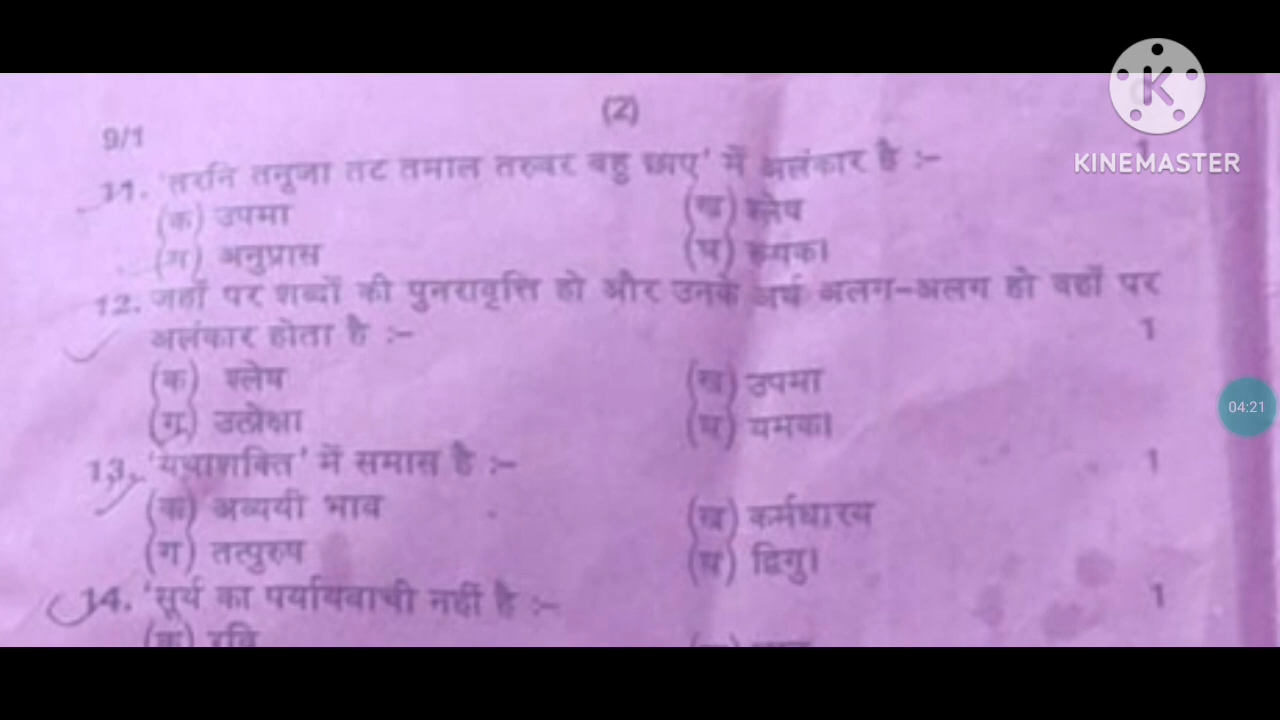 (2)
9/1
11. 'तरनि तनूजा तट तमाल तरुवर बहु छाए' में अलंकार है :- 1
(क) उपमा (ख) श्लेष
(ग) अनुप्रास (घ) रूपक।
12. जहाँ पर शब्दों की पुनरावृत्ति हो और उनके अर्थ अलग-अलग हो वहाँ पर
अलंकार होता है :- 1
(क) श्लेष (ख) उपमा
(ग) उत्प्रेक्षा (घ) यमक।
13. 'यथाशक्ति' में समास है :- 1
(क) अव्ययी भाव (ख) कर्मधारय
(ग) तत्पुरुष (घ) द्विगु।
14. 'सूर्य का पर्यायवाची नहीं है :- 1
(क) रवि
KINEMASTER
04:21